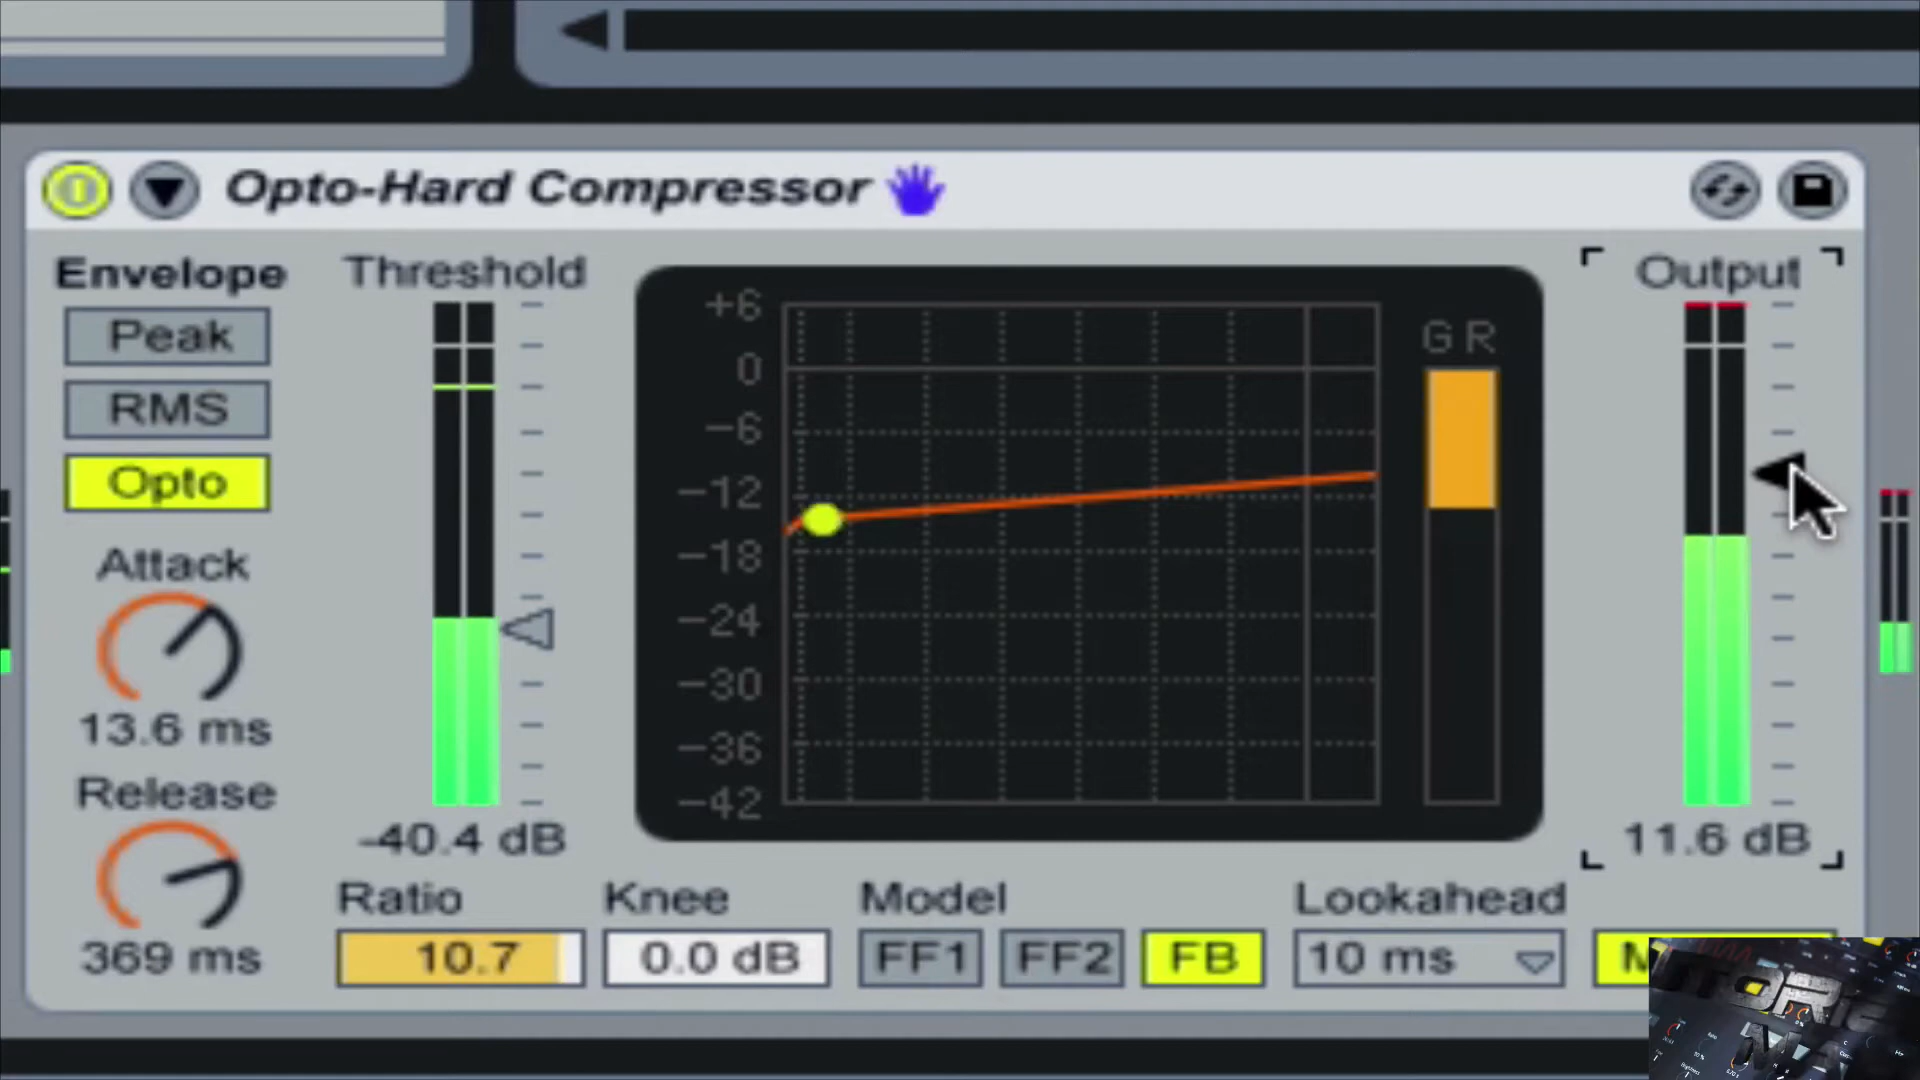 Opto-Hard Compressor
Envelope
Peak
RMS
Opto
Attack
13.6 ms
Release
369 ms
Threshold
-40.4 dB
+6
0
−6
−12
−18
−24
−30
−36
−42
GR
Output
11.6 dB
Ratio
10.7
Knee
0.0 dB
Model
FF1
FF2
FB
Lookahead
10 ms